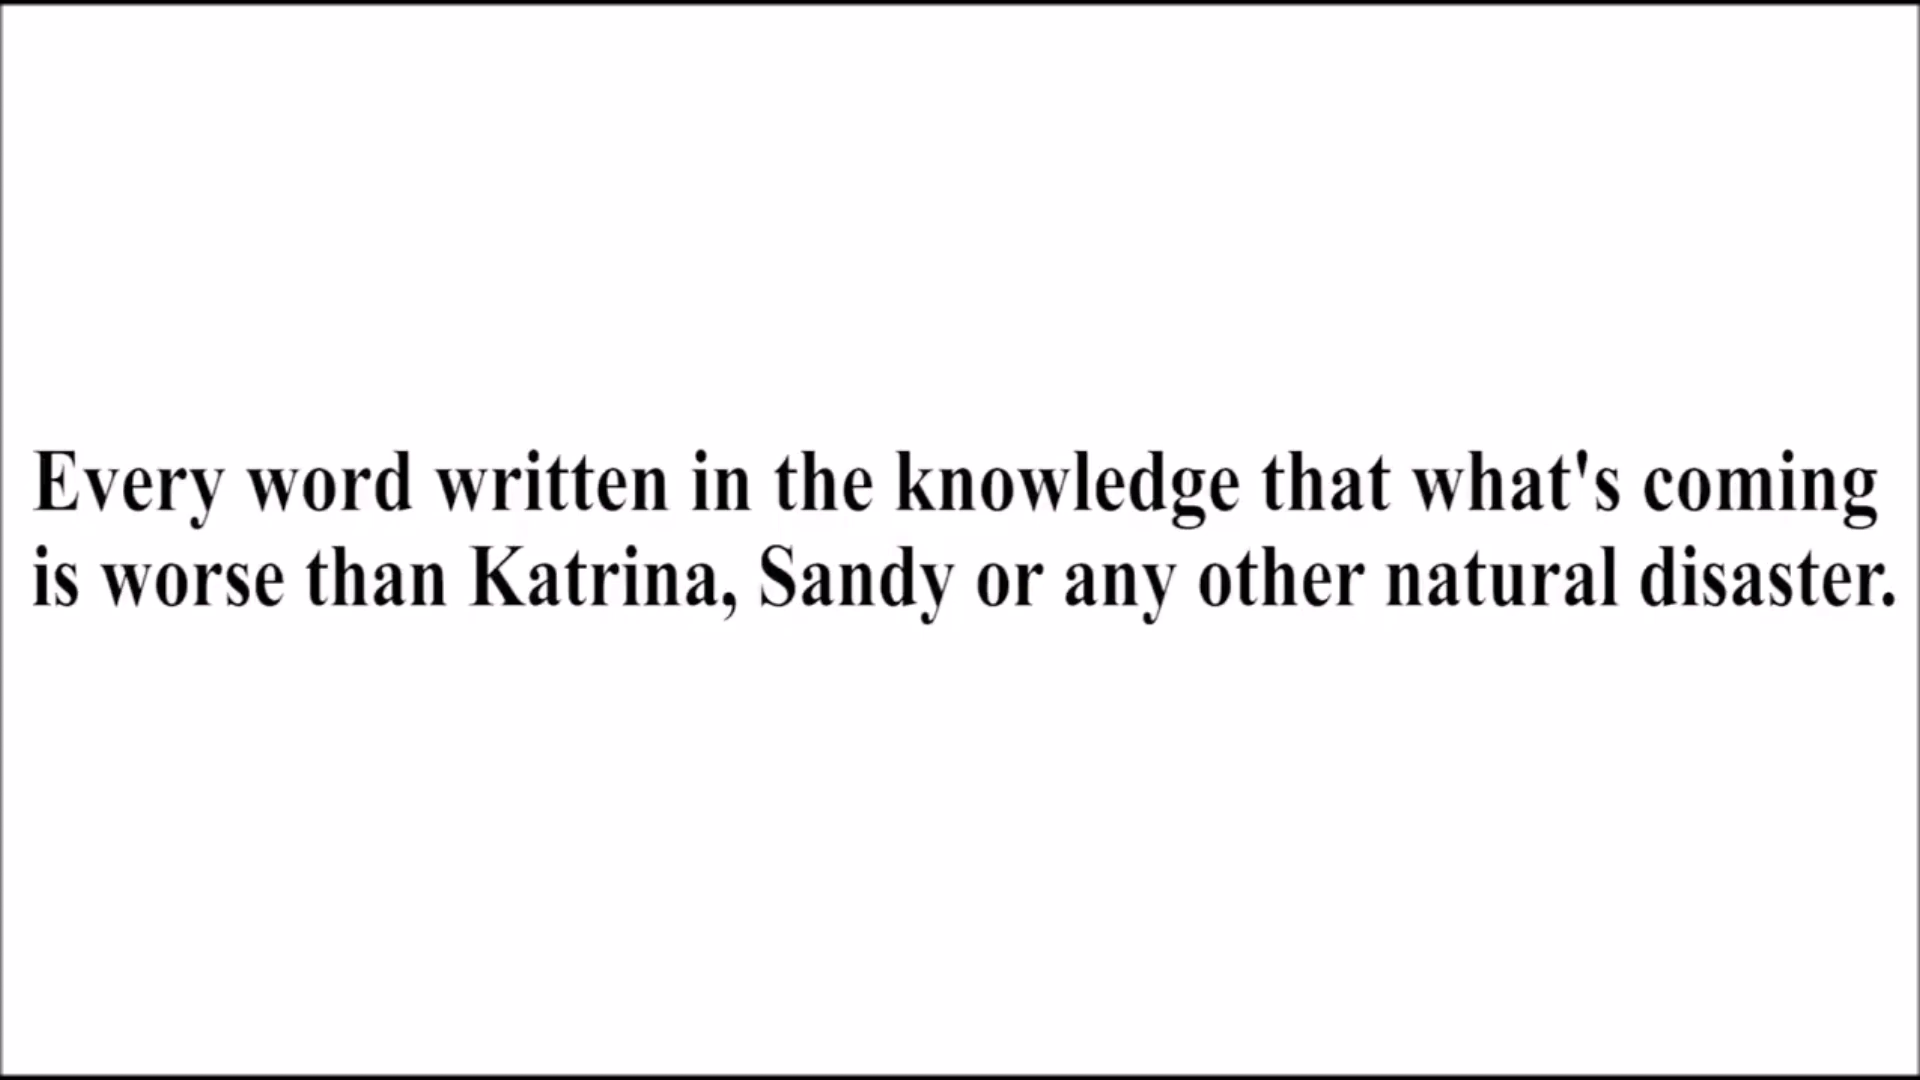 Every word written in the knowledge that what's coming
is worse than Katrina, Sandy or any other natural disaster.